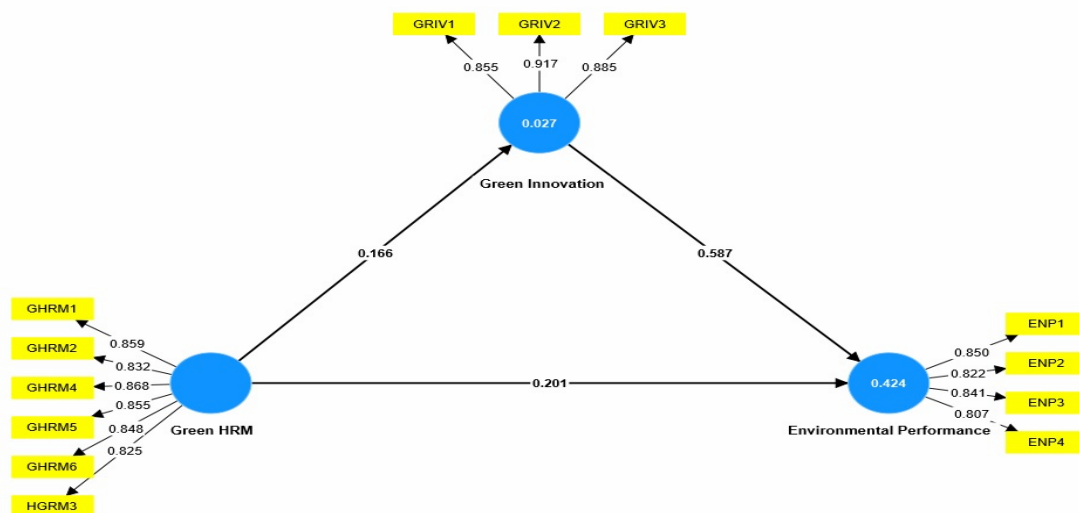 GRIV1 GRIV2 GRIV3
0.855 0.917 0.885
0.027
Green Innovation
0.166 0.587
GHRM1
GHRM2
GHRM4
GHRM5
GHRM6
HGRM3
0.859
0.832
0.868
0.855
0.848
0.825
Green HRM
0.201
0.424
Environmental Performance
0.850
0.822
0.841
0.807
ENP1
ENP2
ENP3
ENP4